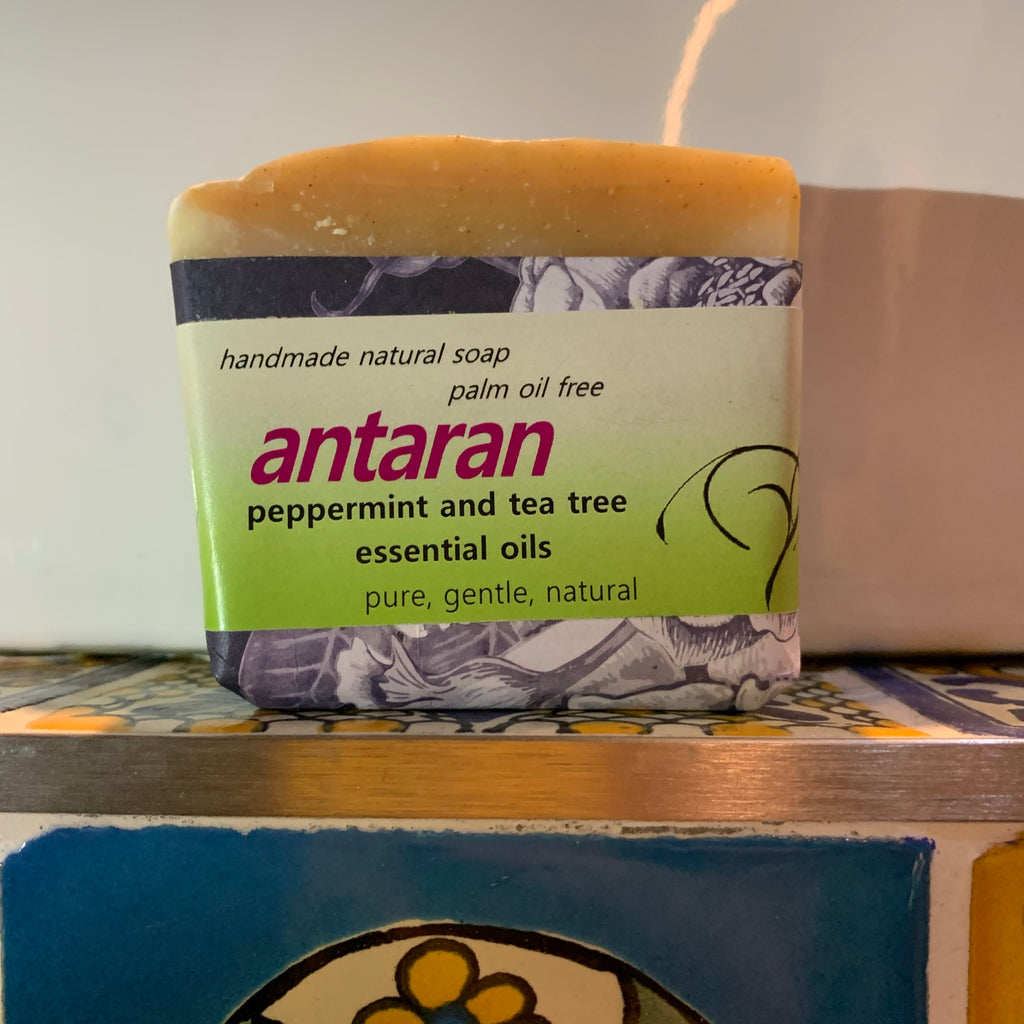 handmade natural soap
palm oil free
antaran
peppermint and tea tree
essential oils
pure, gentle, natural